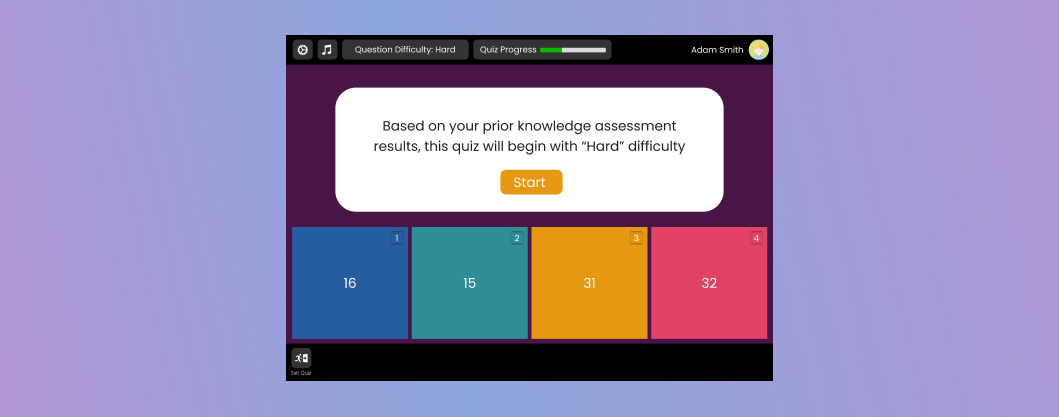 Question Difficulty: Hard
Quiz Progress
Adam Smith
Based on your prior knowledge assessment
results, this quiz will begin with “Hard” difficulty
Start
1
2
3
4
16
15
31
32
Exit Quiz